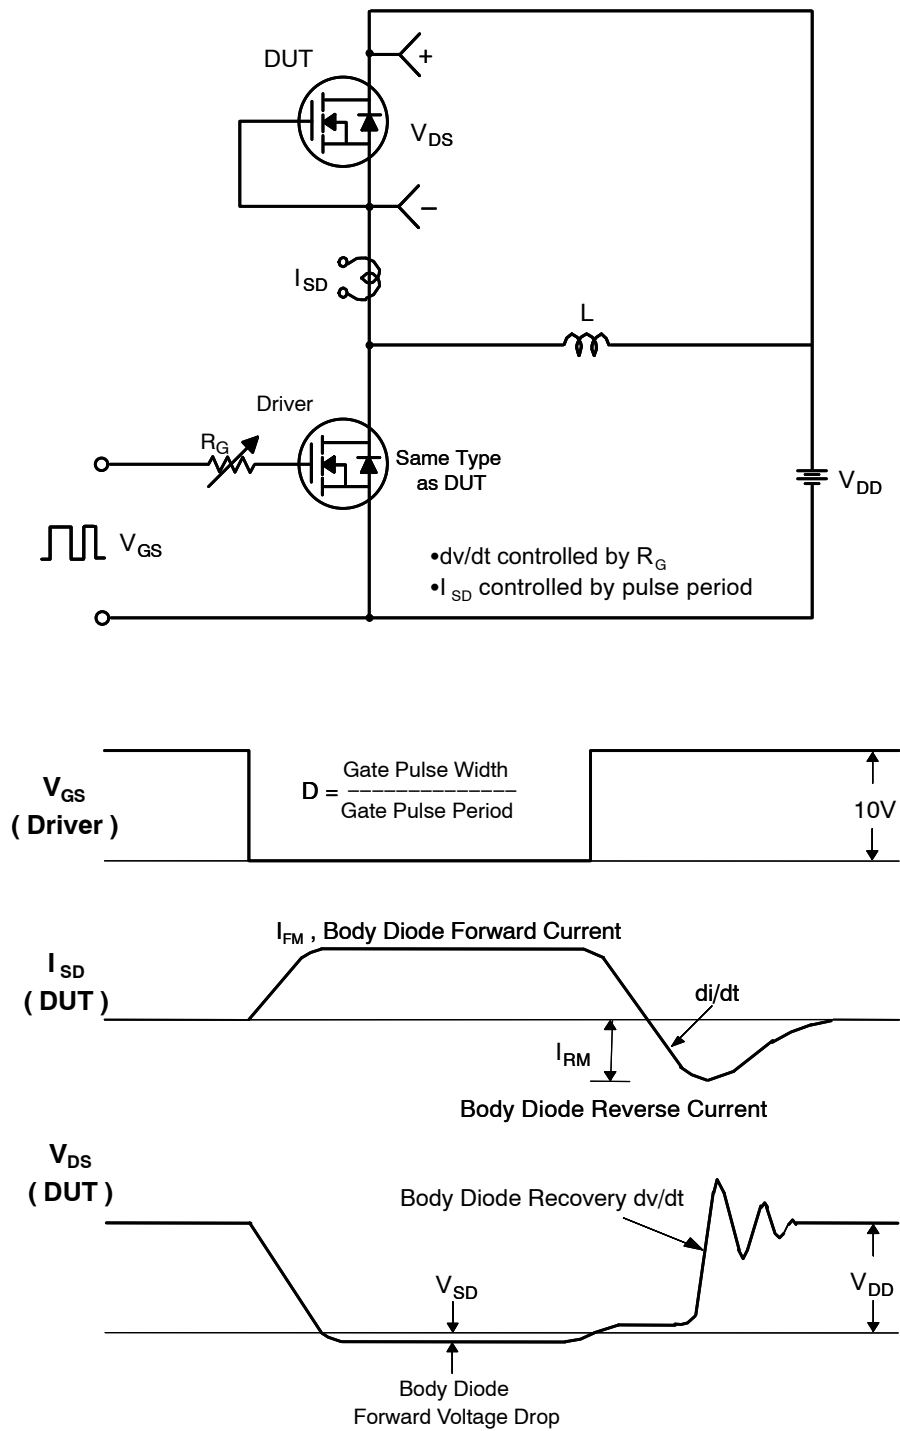 DUT
+
V_DS
–
I_SD
L
Driver
R_G
Same Type
as DUT
V_DD
V_GS
•dv/dt controlled by R_G
•I_SD controlled by pulse period
V_GS
( Driver )
D = Gate Pulse Width
––––––––––––––
Gate Pulse Period
10V
I_FM , Body Diode Forward Current
I_SD
( DUT )
di/dt
I_RM
Body Diode Reverse Current
V_DS
( DUT )
Body Diode Recovery dv/dt
V_SD
V_DD
Body Diode
Forward Voltage Drop